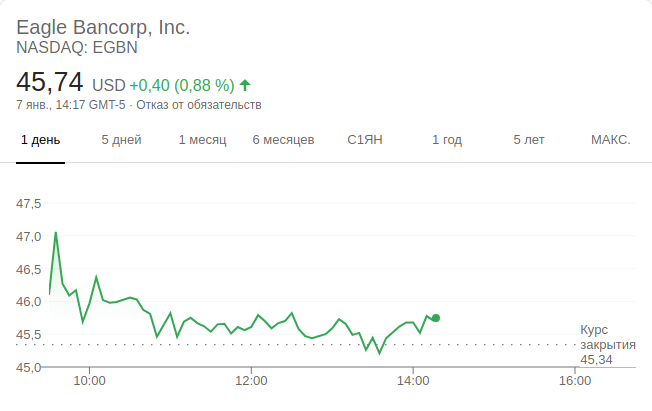 Eagle Bancorp, Inc.
NASDAQ: EGBN
45,74 USD +0,40 (0,88 %)
7 янв., 14:17 GMT-5 · Отказ от обязательств
1 день 5 дней 1 месяц 6 месяцев С1ЯН 1 год 5 лет МАКС.
47,5
47,0
46,5
46,0
45,5
45,0
Курс
закрытия
45,34
10:00 12:00 14:00 16:00